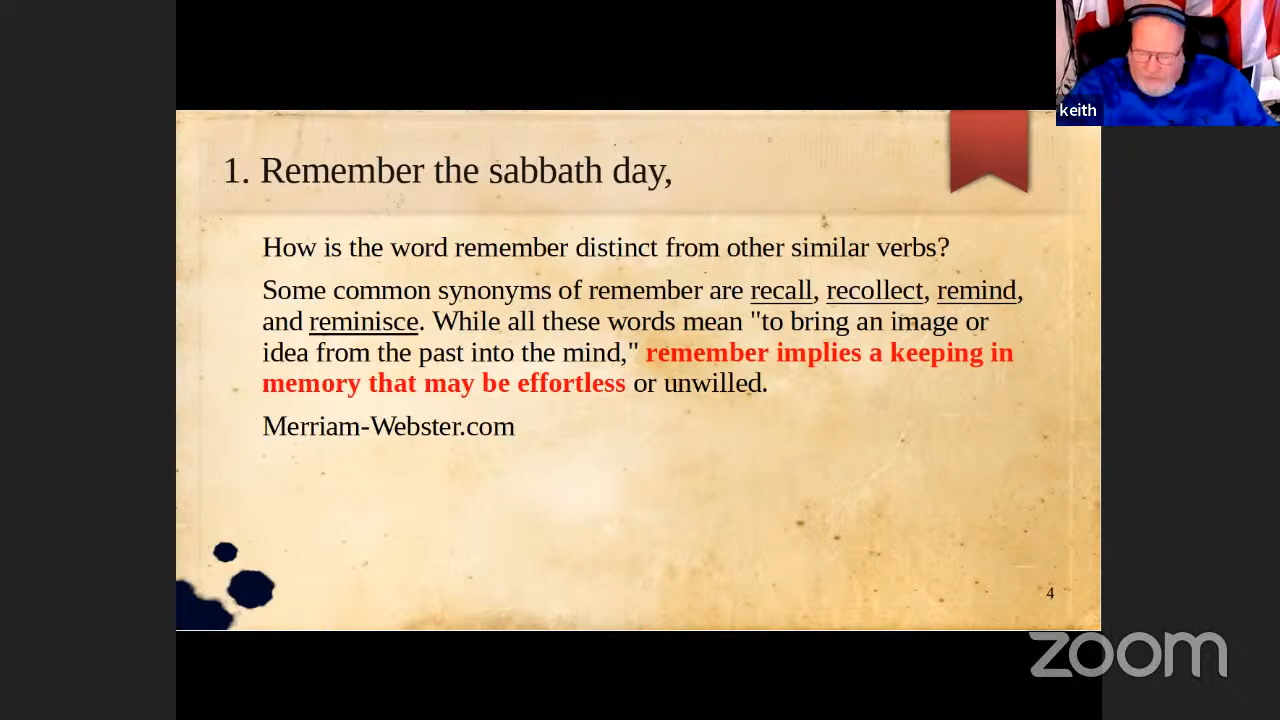 keith
1. Remember the sabbath day,
How is the word remember distinct from other similar verbs?
Some common synonyms of remember are recall, recollect, remind,
and reminisce. While all these words mean "to bring an image or
idea from the past into the mind," remember implies a keeping in
memory that may be effortless or unwilled.
Merriam-Webster.com
4
zoom